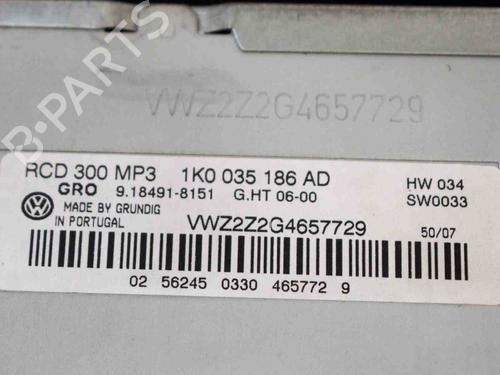 B-PARTS
VWZ2Z2G4657729
RCD 300 MP3 1K0 035 186 AD HW 034
GRO 9.18491-8151 G.HT 06-00 SW0033
MADE BY GRUNDIG
IN PORTUGAL VWZ2Z2G4657729 50/07
02 56245 0330 465772 9